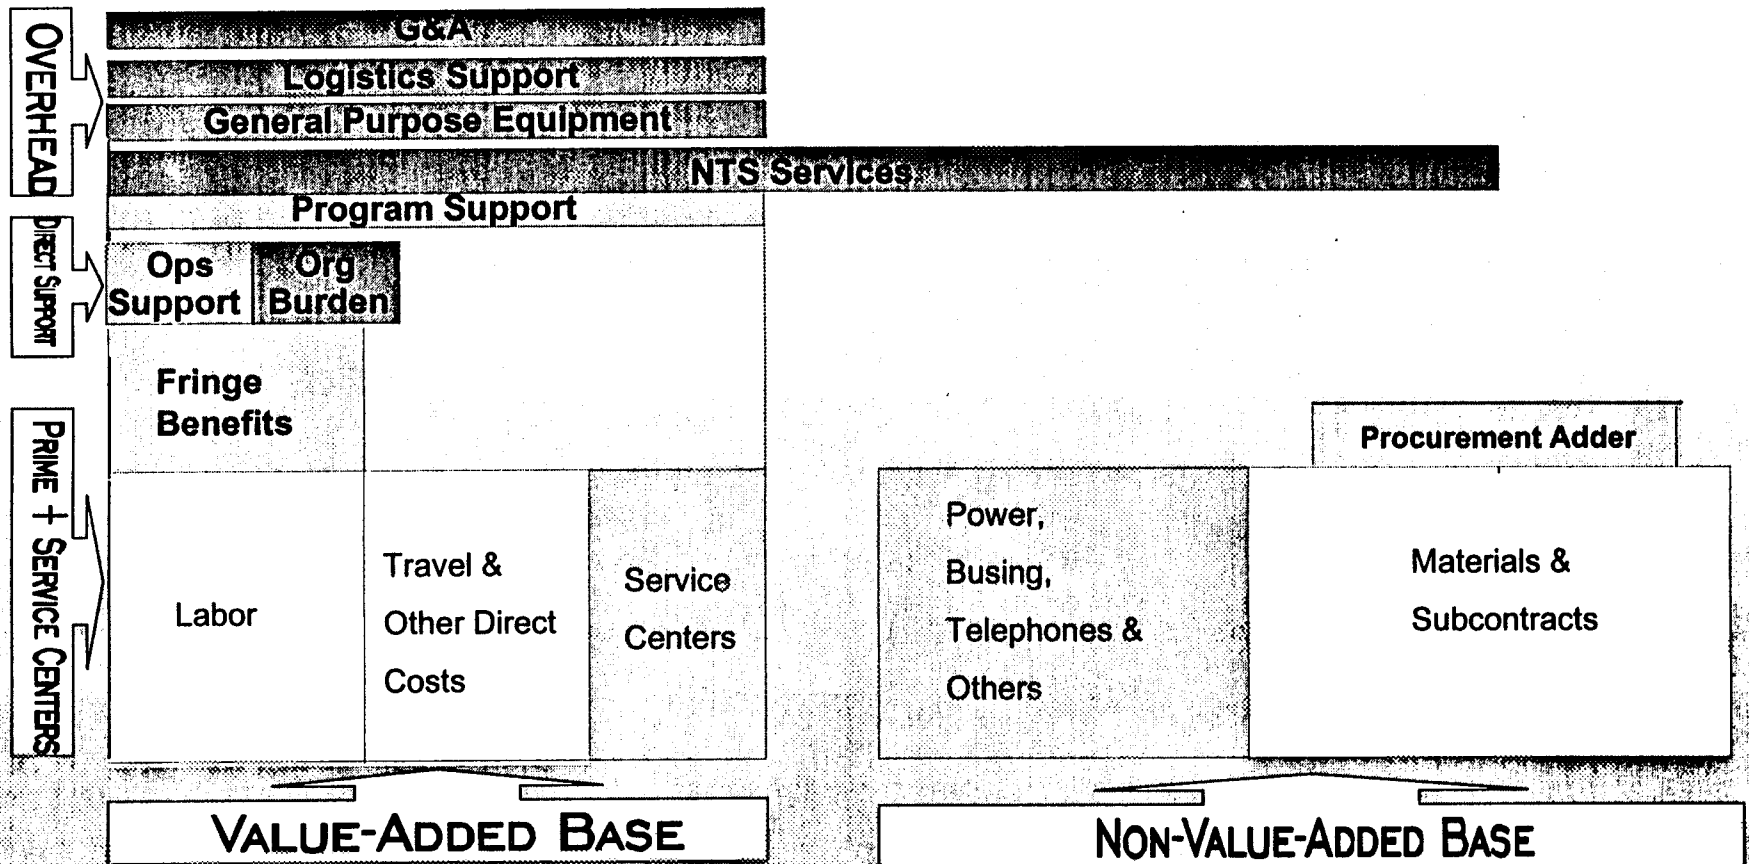 OVERHEAD
G&A
Logistics Support
General Purpose Equipment
NTS Services
Program Support
DIRECT SUPPORT
Ops
Support
Org
Burden
Fringe
Benefits
PRIME + SERVICE CENTERS
Labor
Travel &
Other Direct
Costs
Service
Centers
Procurement Adder
Power,
Busing,
Telephones &
Others
Materials &
Subcontracts
VALUE-ADDED BASE
NON-VALUE-ADDED BASE